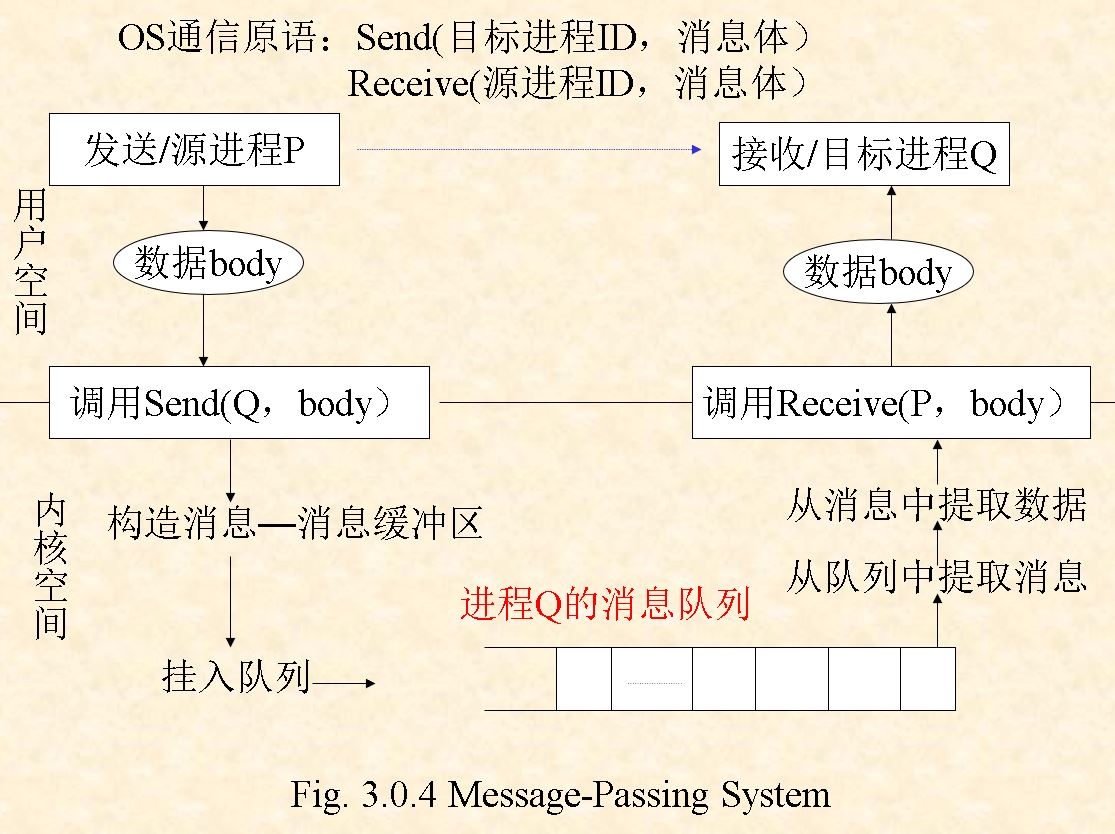 OS通信原语：Send(目标进程ID，消息体）
Receive(源进程ID，消息体）
发送/源进程P
接收/目标进程Q
用户空间
数据body
数据body
调用Send(Q，body）
调用Receive(P，body）
内核空间
构造消息—消息缓冲区
从消息中提取数据
从队列中提取消息
进程Q的消息队列
挂入队列
Fig. 3.0.4 Message-Passing System